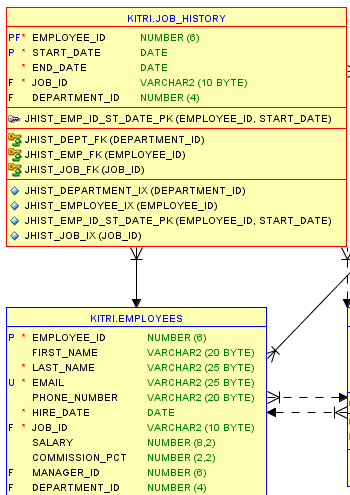 KITRI.JOB_HISTORY
PF* EMPLOYEE_ID NUMBER (6)
P * START_DATE DATE
* END_DATE DATE
F * JOB_ID VARCHAR2 (10 BYTE)
F DEPARTMENT_ID NUMBER (4)
JHIST_EMP_ID_ST_DATE_PK (EMPLOYEE_ID, START_DATE)
JHIST_DEPT_FK (DEPARTMENT_ID)
JHIST_EMP_FK (EMPLOYEE_ID)
JHIST_JOB_FK (JOB_ID)
JHIST_DEPARTMENT_IX (DEPARTMENT_ID)
JHIST_EMPLOYEE_IX (EMPLOYEE_ID)
JHIST_EMP_ID_ST_DATE_PK (EMPLOYEE_ID, START_DATE)
JHIST_JOB_IX (JOB_ID)
KITRI.EMPLOYEES
P * EMPLOYEE_ID NUMBER (6)
FIRST_NAME VARCHAR2 (20 BYTE)
* LAST_NAME VARCHAR2 (25 BYTE)
U * EMAIL VARCHAR2 (25 BYTE)
PHONE_NUMBER VARCHAR2 (20 BYTE)
* HIRE_DATE DATE
F * JOB_ID VARCHAR2 (10 BYTE)
SALARY NUMBER (8,2)
COMMISSION_PCT NUMBER (2,2)
F MANAGER_ID NUMBER (6)
F DEPARTMENT_ID NUMBER (4)